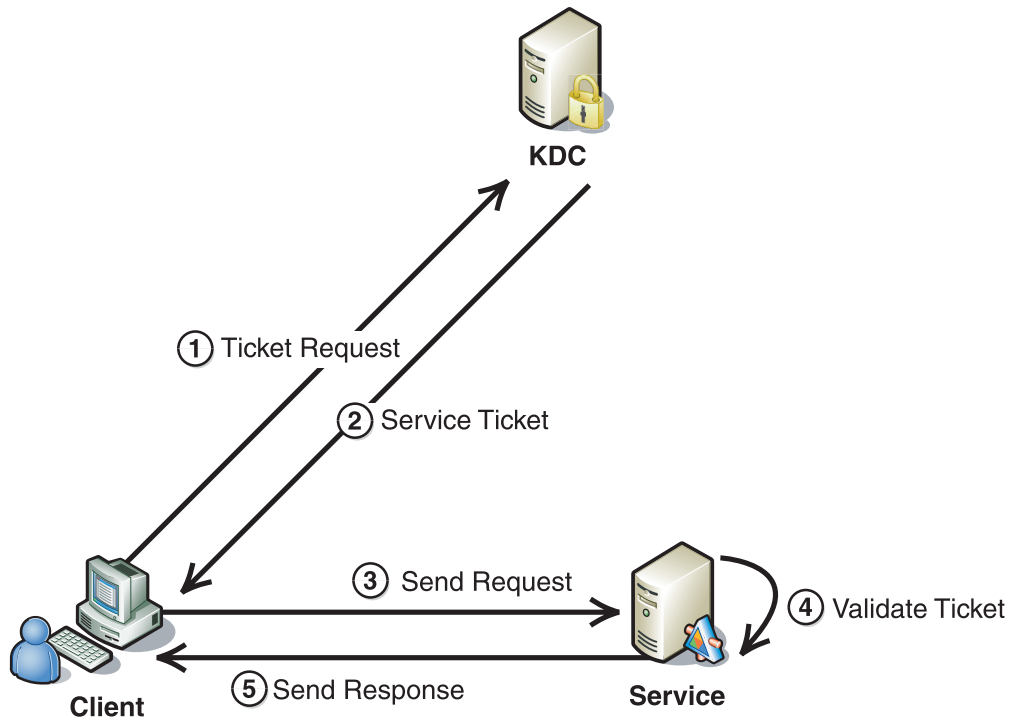 KDC
1 Ticket Request
2 Service Ticket
3 Send Request
4 Validate Ticket
5 Send Response
Client
Service